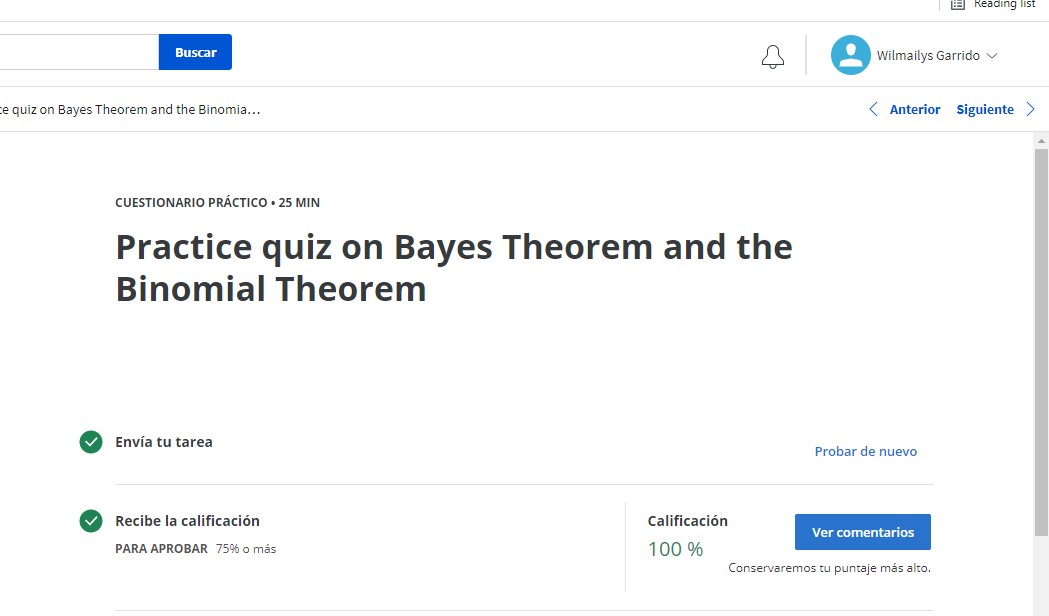 Reading list
Buscar
Wilmailys Garrido
ce quiz on Bayes Theorem and the Binomia...
Anterior
Siguiente
CUESTIONARIO PRÁCTICO • 25 MIN
Practice quiz on Bayes Theorem and the
Binomial Theorem
Envía tu tarea
Probar de nuevo
Recibe la calificación
PARA APROBAR 75% o más
Calificación
100 %
Ver comentarios
Conservaremos tu puntaje más alto.